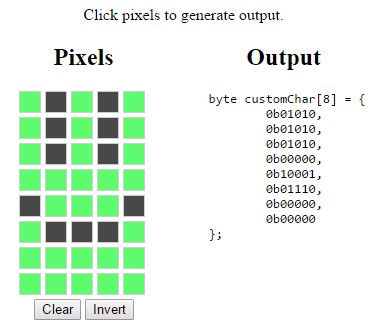 Click pixels to generate output.
Pixels
Output
byte customChar[8] = {
0b01010,
0b01010,
0b01010,
0b00000,
0b10001,
0b01110,
0b00000,
0b00000
};
Clear Invert